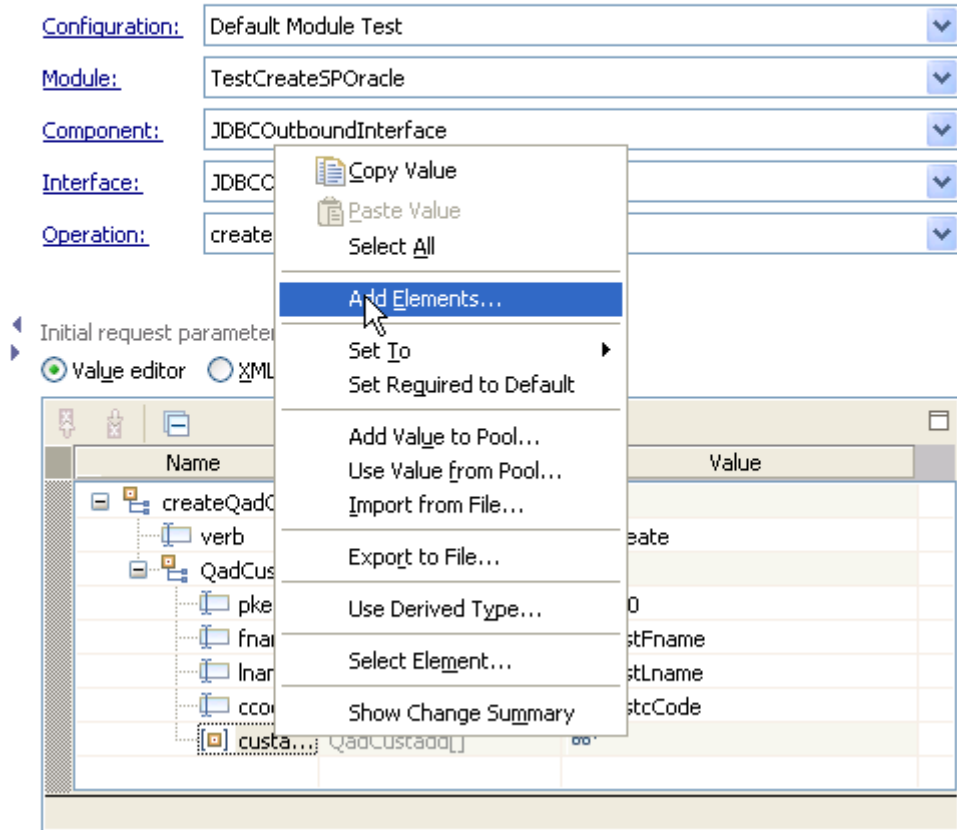 Configuration: Default Module Test
Module: TestCreateSPOracle
Component: JDBCOutboundInterface
Interface: JDBCO
Operation: create
Copy Value
Paste Value
Select All
Add Elements...
Set To
Set Required to Default
Add Value to Pool...
Use Value from Pool...
Import from File...
Export to File...
Use Derived Type...
Select Element...
Show Change Summary
Initial request parameter
Value editor XML
Name Value
createQadC
verb eate
QadCus
pke 0
fnar stFname
lnar stLname
ccoc stcCode
custa... QadCustadd[]